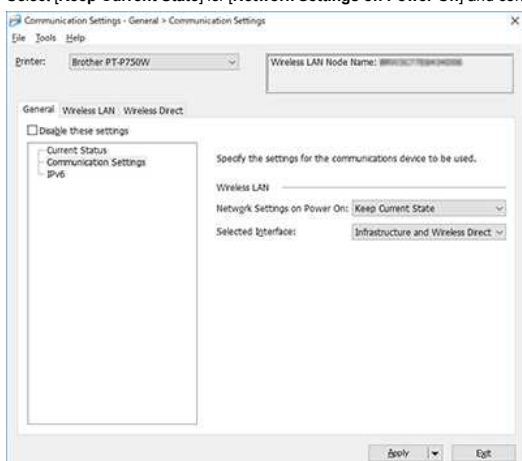 Select [Keep Current State] for [Network Settings on Power On] and
Communication Settings - General > Communication Settings
File Tools Help
Printer: Brother PT-P750W
Wireless LAN Node Name:
General Wireless LAN Wireless Direct
Disable these settings
Current Status
Communication Settings
IPv6
Specify the settings for the communications device to be used.
Wireless LAN
Network Settings on Power On: Keep Current State
Selected Interface: Infrastructure and Wireless Direct
Apply Exit